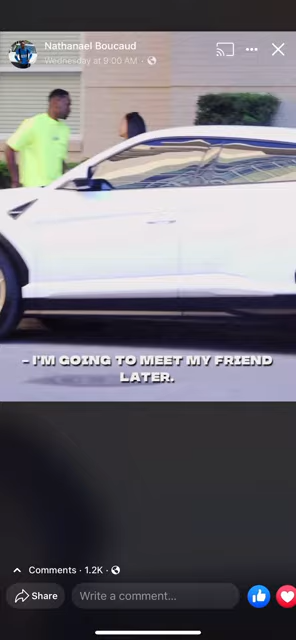 Nathanael Boucaud
Wednesday at 9:00 AM ·
- I'M GOING TO MEET MY FRIEND
LATER.
Comments · 1.2K ·
Share
Write a comment...